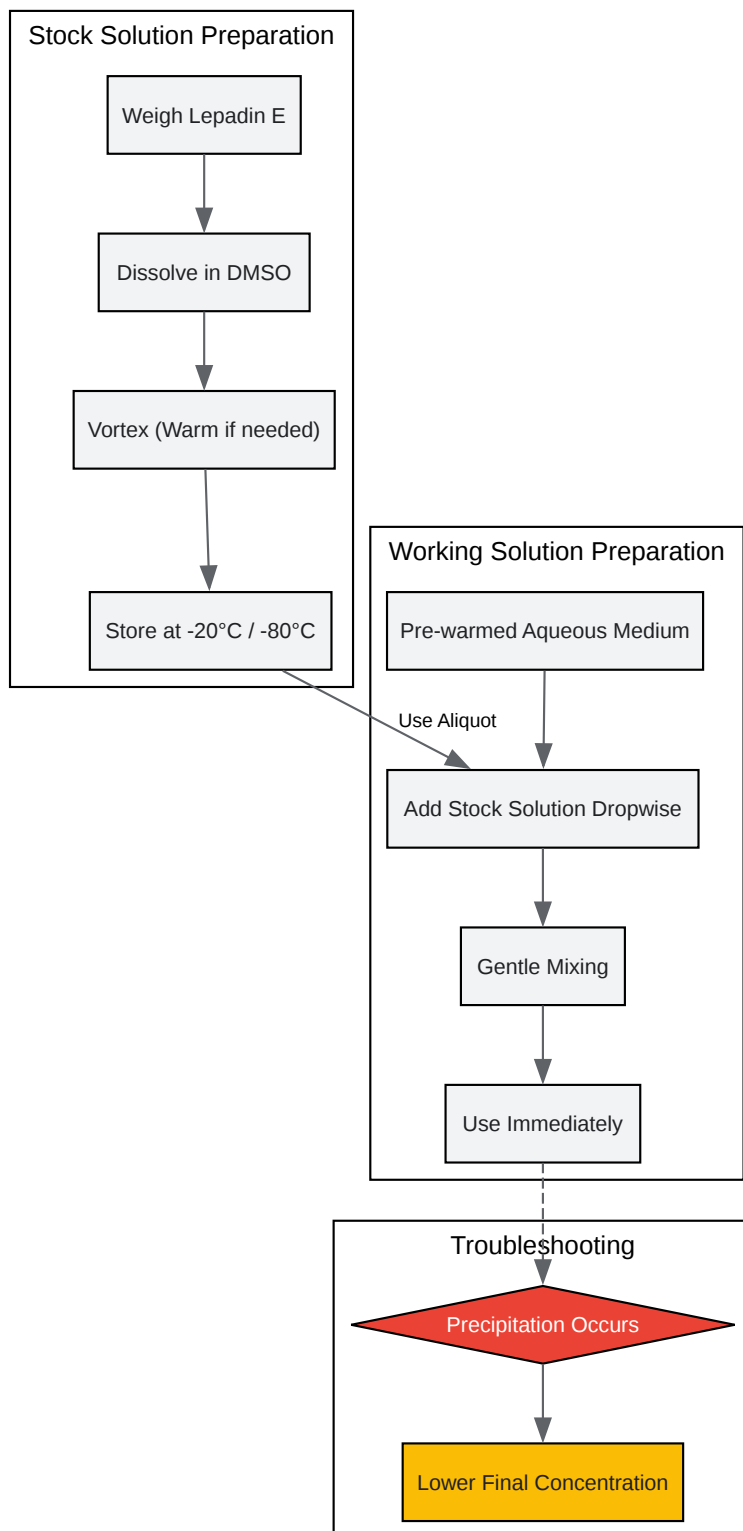 Stock Solution Preparation
Weigh Lepadin E
Dissolve in DMSO
Vortex (Warm if needed)
Store at -20°C / -80°C
Working Solution Preparation
Pre-warmed Aqueous Medium
Use Aliquot
Add Stock Solution Dropwise
Gentle Mixing
Use Immediately
Troubleshooting
Precipitation Occurs
Lower Final Concentration